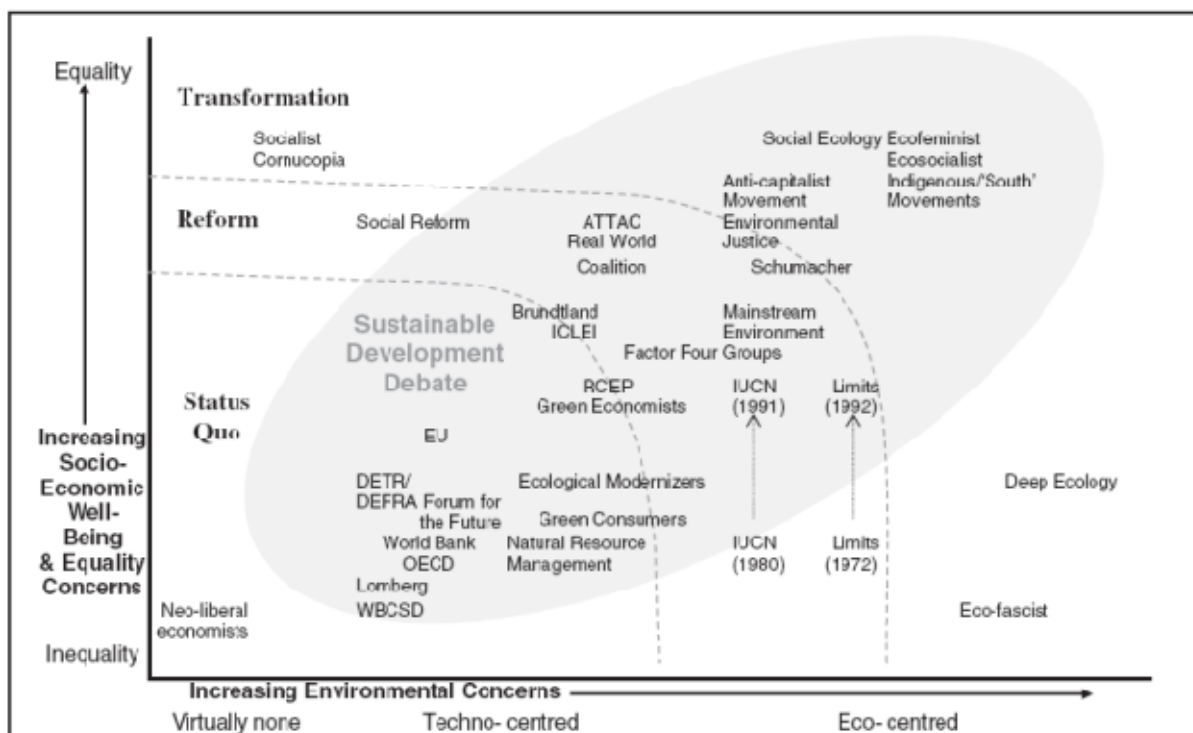 Equality
Transformation
Socialist
Cornucopia
Social Ecology Ecofeminist
Ecosocialist
Anti-capitalist Indigenous/'South'
Movement Movements
Reform
Social Reform ATTAC Environmental
Real World Justice
Coalition Schumacher
Brundtland Mainstream
ICLEI Environment
Sustainable
Development
Debate
Factor Four Groups
RCEP IUCN Limits
Green Economists (1991) (1992)
Status
Quo
EU
Increasing
Socio-
Economic
Well-
Being
& Equality
Concerns
DETR/ Ecological Modernizers Deep Ecology
DEFRA Forum for
the Future Green Consumers
World Bank Natural Resource IUCN Limits
OECD Management (1980) (1972)
Lomberg
Neo-liberal WBCSD Eco-fascist
economists
Inequality
Increasing Environmental Concerns
Virtually none Techno- centred Eco- centred